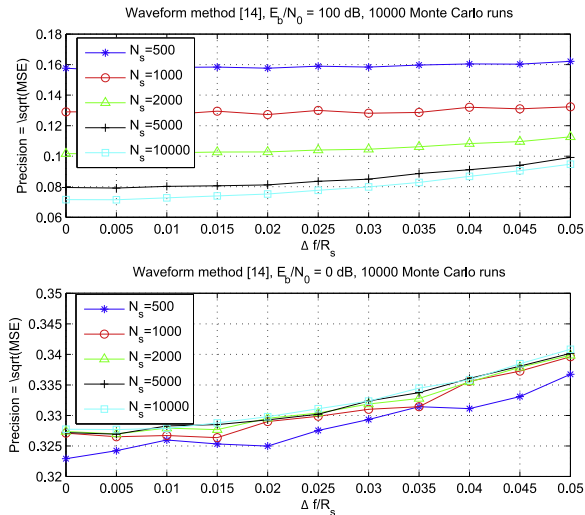 Waveform method [14], E_b/N_0 = 100 dB, 10000 Monte Carlo runs
Precision = \sqrt(MSE)
0.18
0.16
0.14
0.12
0.1
0.08
0.06
N_s=500
N_s=1000
N_s=2000
N_s=5000
N_s=10000
0 0.005 0.01 0.015 0.02 0.025 0.03 0.035 0.04 0.045 0.05
Δ f/R_s
Waveform method [14], E_b/N_0 = 0 dB, 10000 Monte Carlo runs
Precision = \sqrt(MSE)
0.35
0.345
0.34
0.335
0.33
0.325
0.32
N_s=500
N_s=1000
N_s=2000
N_s=5000
N_s=10000
0 0.005 0.01 0.015 0.02 0.025 0.03 0.035 0.04 0.045 0.05
Δ f/R_s